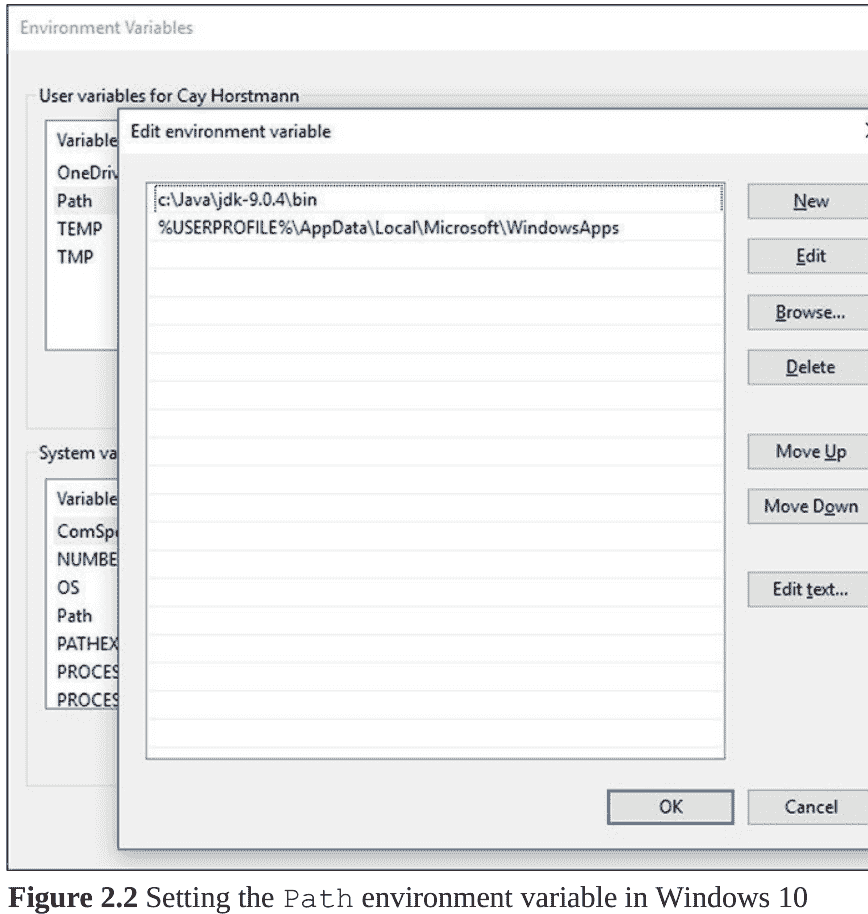 Environment Variables
User variables for Cay Horstmann
Edit environment variable
Variable
OneDriv
Path
TEMP
TMP
c:\Java\jdk-9.0.4\bin
%USERPROFILE%\AppData\Local\Microsoft\WindowsApps
New
Edit
Browse...
Delete
Move Up
Move Down
Edit text...
System va
Variable
ComSpe
NUMBE
OS
Path
PATHEX
PROCES
PROCES
OK
Cancel
Figure 2.2 Setting the Path environment variable in Windows 10